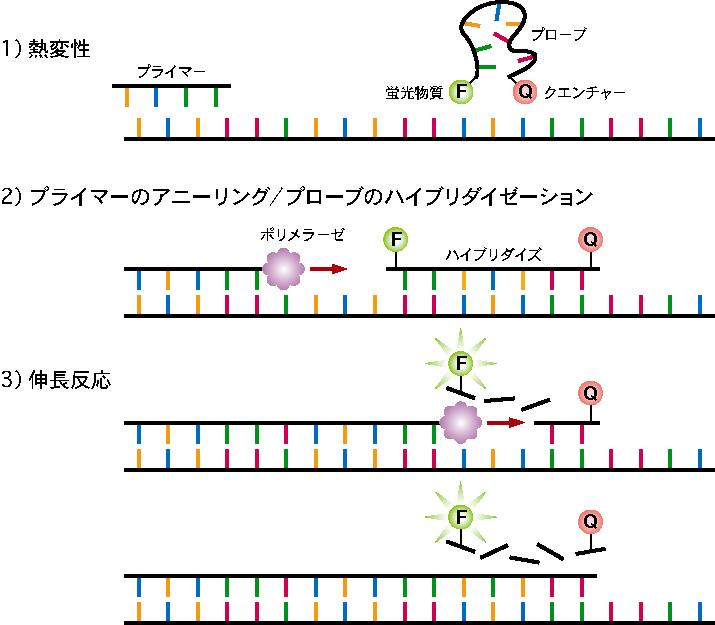 1）熱変性
プライマー
プローブ
蛍光物質
F
Q
クエンチャー
2）プライマーのアニーリング/プローブのハイブリダイゼーション
ポリメラーゼ
F
ハイブリダイズ
Q
3）伸長反応
F
Q
F
Q